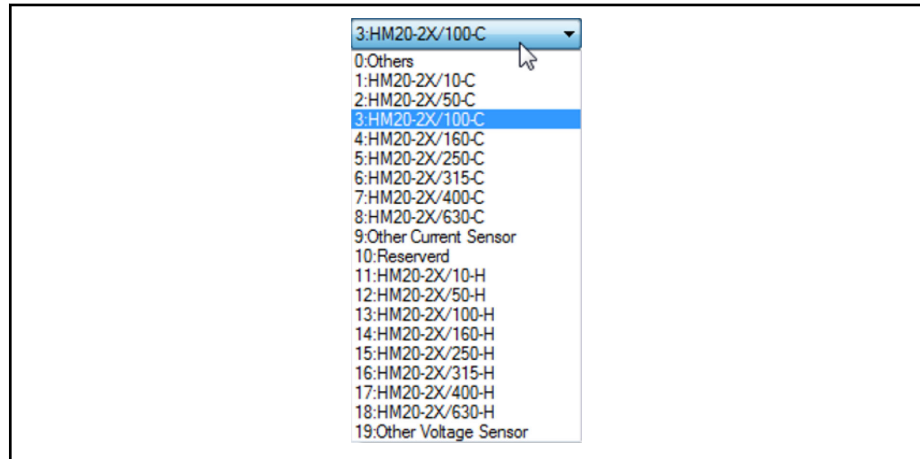 3:HM20-2X/100-C
0:Others
1:HM20-2X/10-C
2:HM20-2X/50-C
3:HM20-2X/100-C
4:HM20-2X/160-C
5:HM20-2X/250-C
6:HM20-2X/315-C
7:HM20-2X/400-C
8:HM20-2X/630-C
9:Other Current Sensor
10:Reserverd
11:HM20-2X/10-H
12:HM20-2X/50-H
13:HM20-2X/100-H
14:HM20-2X/160-H
15:HM20-2X/250-H
16:HM20-2X/315-H
17:HM20-2X/400-H
18:HM20-2X/630-H
19:Other Voltage Sensor